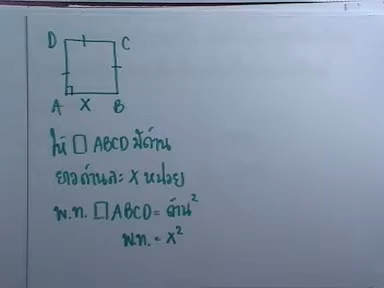 D C
A X B
ให้ □ ABCD มีด้าน
ยาวด้านละ X หน่วย
พ.ท. □ ABCD = ด้าน²
พ.ท. = X²